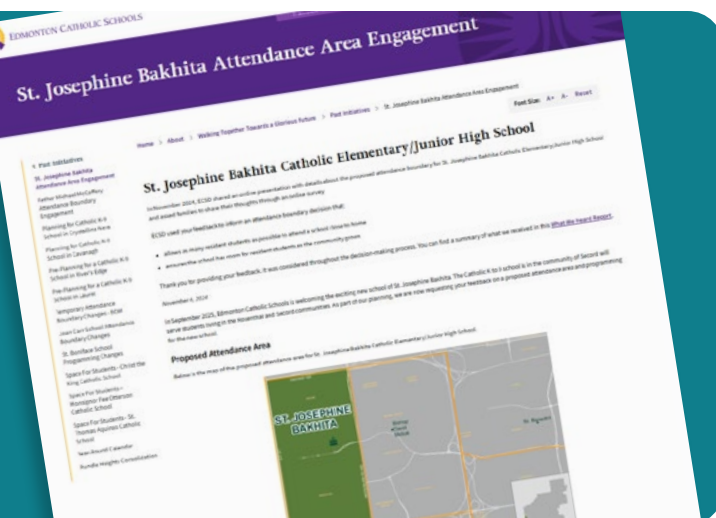 EDMONTON CATHOLIC SCHOOLS
St. Josephine Bakhita Attendance Area Engagement
Home > About > Walking Together Towards a Glorious Future > Past Initiatives > St. Josephine Bakhita Attendance Area Engagement
Font Size: A+ A- Reset
Past Initiatives
St. Josephine Bakhita
Attendance Area Engagement
Father Michael McCaffery
Attendance Boundary
Engagement
Planning for Catholic K-9
School in Crystallina Nera
Planning for Catholic K-9
School in Cavanagh
Pre-Planning for a Catholic K-9
School in River's Edge
Pre-Planning for a Catholic K-9
School in Laurel
Temporary Attendance
Boundary Changes -
Joan Carr School Attendance
Boundary Changes
St. Boniface School
Programming Changes
Space For Students - Christ the
King Catholic School
Space For Students -
Monsignor Fee Otterson
Catholic School
Space For Students - St.
Thomas Aquinas Catholic
School
Year-Round Calendar
Rundle Heights Consolidation
St. Josephine Bakhita Catholic Elementary/Junior High School
In November 2024, ECSD shared an online presentation with details about the proposed attendance boundary for St. Josephine Bakhita Catholic Elementary/Junior High School
and asked families to share their thoughts through an online survey
ECSD used your feedback to inform an attendance boundary decision that:
allows as many resident students as possible to attend a school close to home
ensures the school has room for resident students as the community grows
Thank you for providing your feedback. It was considered throughout the decision-making process. You can find a summary of what we received in this What We Heard Report.
November 6, 2024
In September 2025, Edmonton Catholic Schools is welcoming the exciting new school of St. Josephine Bakhita. The Catholic K to 9 school is in the community of Secord will
serve students living in the Rosenthal and Secord communities. As part of our planning, we are now requesting your feedback on a proposed attendance area and programming
for the new school.
Proposed Attendance Area
Below is the map of the proposed attendance area for St. Josephine Bakhita Catholic Elementary/Junior High School.
ST. JOSEPHINE
BAKHITA
Bishop
David
Motiuk
St. Agnes